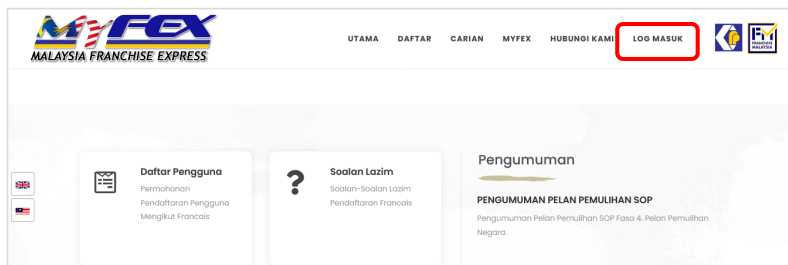 MYFEX
MALAYSIA FRANCHISE EXPRESS
UTAMA DAFTAR CARIAN MYFEX HUBUNGI KAMI LOG MASUK
FRANCHISE
MALAYSIA
Daftar Pengguna
Permohonan
Pendaftaran Pengguna
Mengikut Francais
?
Soalan Lazim
Soalan-Soalan Lazim
Pendaftaran Francais
Pengumuman
PENGUMUMAN PELAN PEMULIHAN SOP
Pengumuman Pelan Pemulihan SOP Fasa 4. Pelan Pemulihan
Negara.